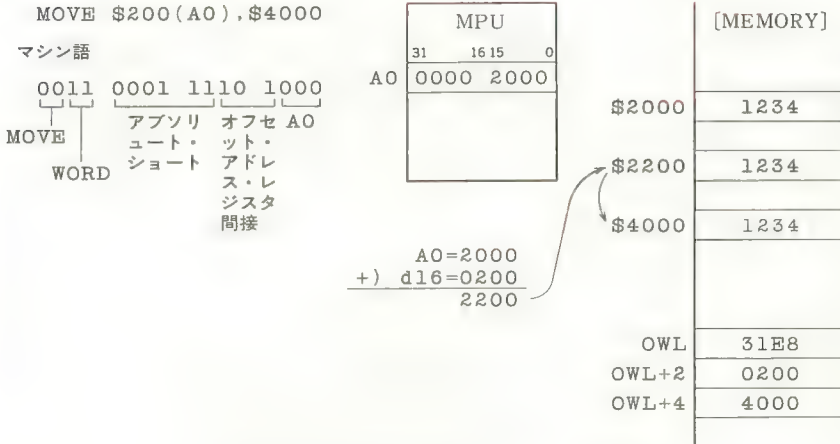 MOVE $200(A0),$4000
マシン語
0011 0001 1110 1000
MOVE
WORD
アブソリ
ュート・
ショート
オフセ
ット・
アドレ
ス・レ
ジスタ
間接
A0
MPU
31 16 15 0
A0 0000 2000
A0=2000
+) d16=0200
2200
[MEMORY]
$2000 1234
$2200 1234
$4000 1234
OWL 31E8
OWL+2 0200
OWL+4 4000